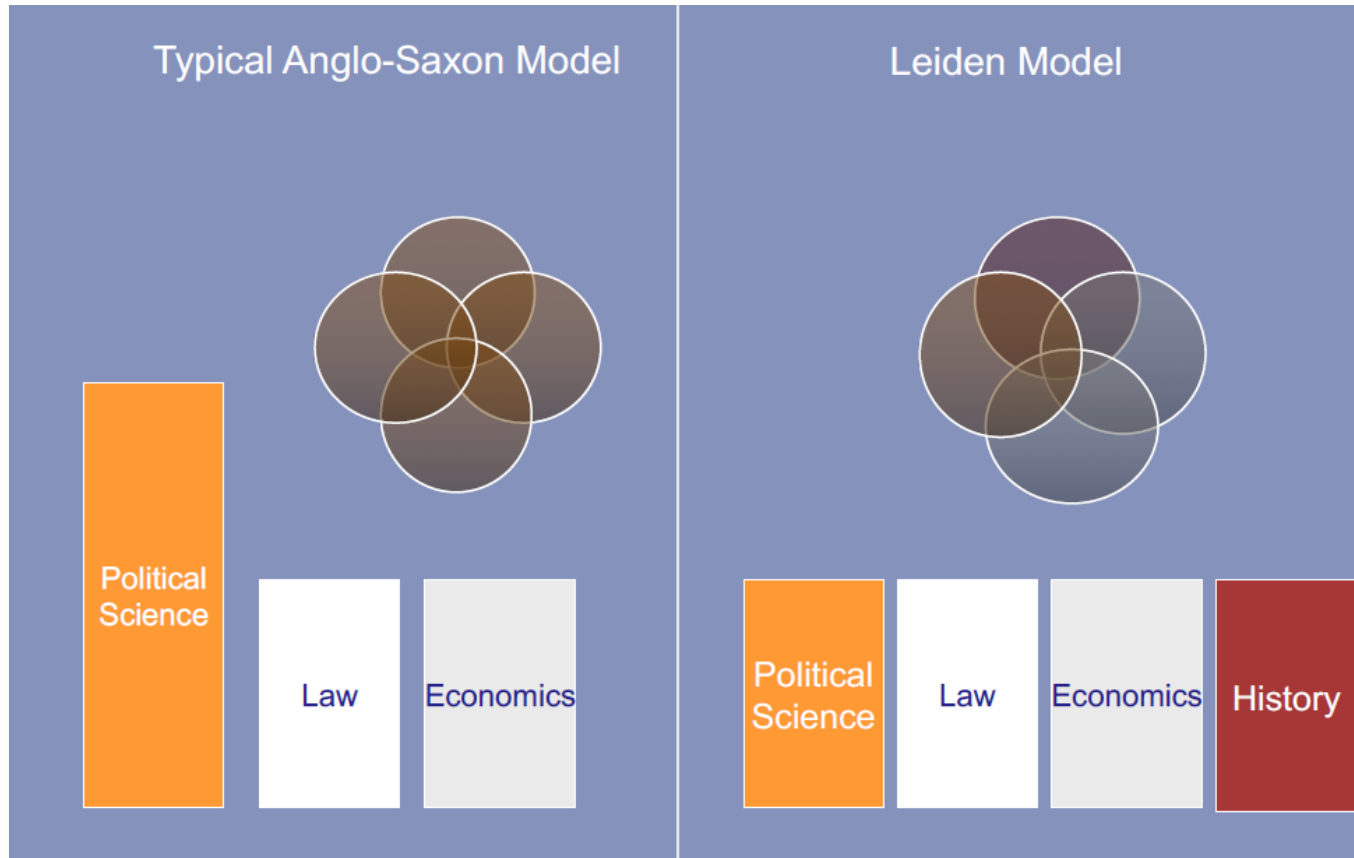 Typical Anglo-Saxon Model
Political
Science
Law
Economics
Leiden Model
Political
Science
Law
Economics
History